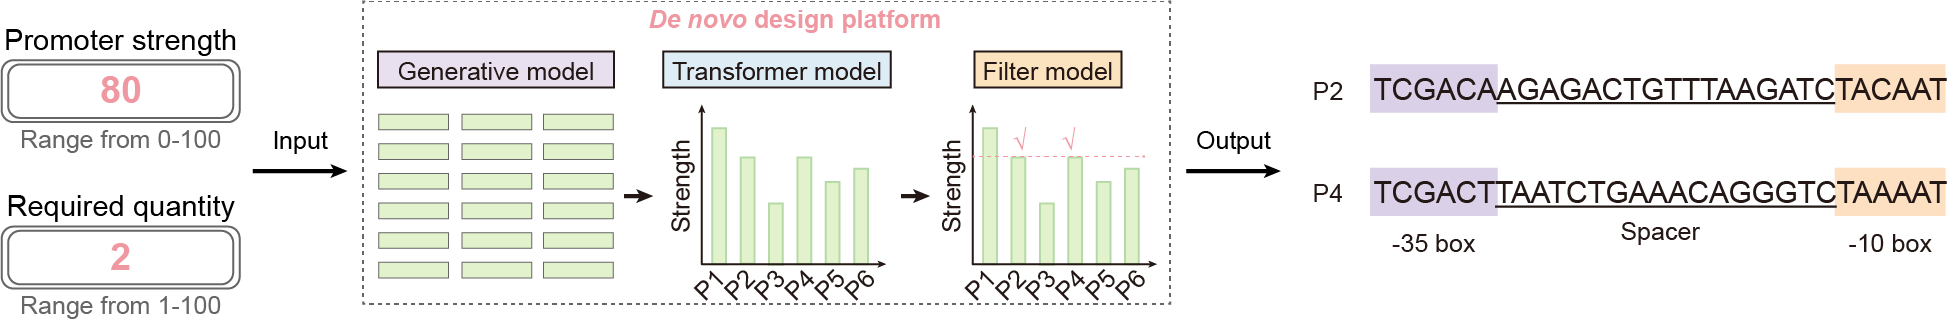 Promoter strength
80
Range from 0-100
Required quantity
2
Range from 1-100
Input
De novo design platform
Generative model
Transformer model
Strength
P1 P2 P3 P4 P5 P6
Filter model
Strength
√ √
P1 P2 P3 P4 P5 P6
Output
P2 TCGACAAGAGACTGTTTAAGATCTACAAT
P4 TCGACTTAATCTGAAACAGGGTCTAAAAT
-35 box Spacer -10 box